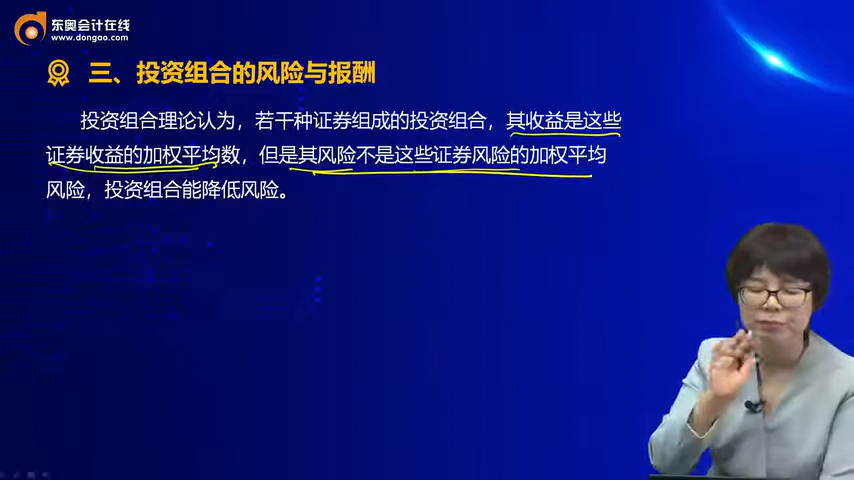 东奥会计在线
www.dongao.com
三、投资组合的风险与报酬
投资组合理论认为，若干种证券组成的投资组合，其收益是这些
证券收益的加权平均数，但是其风险不是这些证券风险的加权平均
风险，投资组合能降低风险。